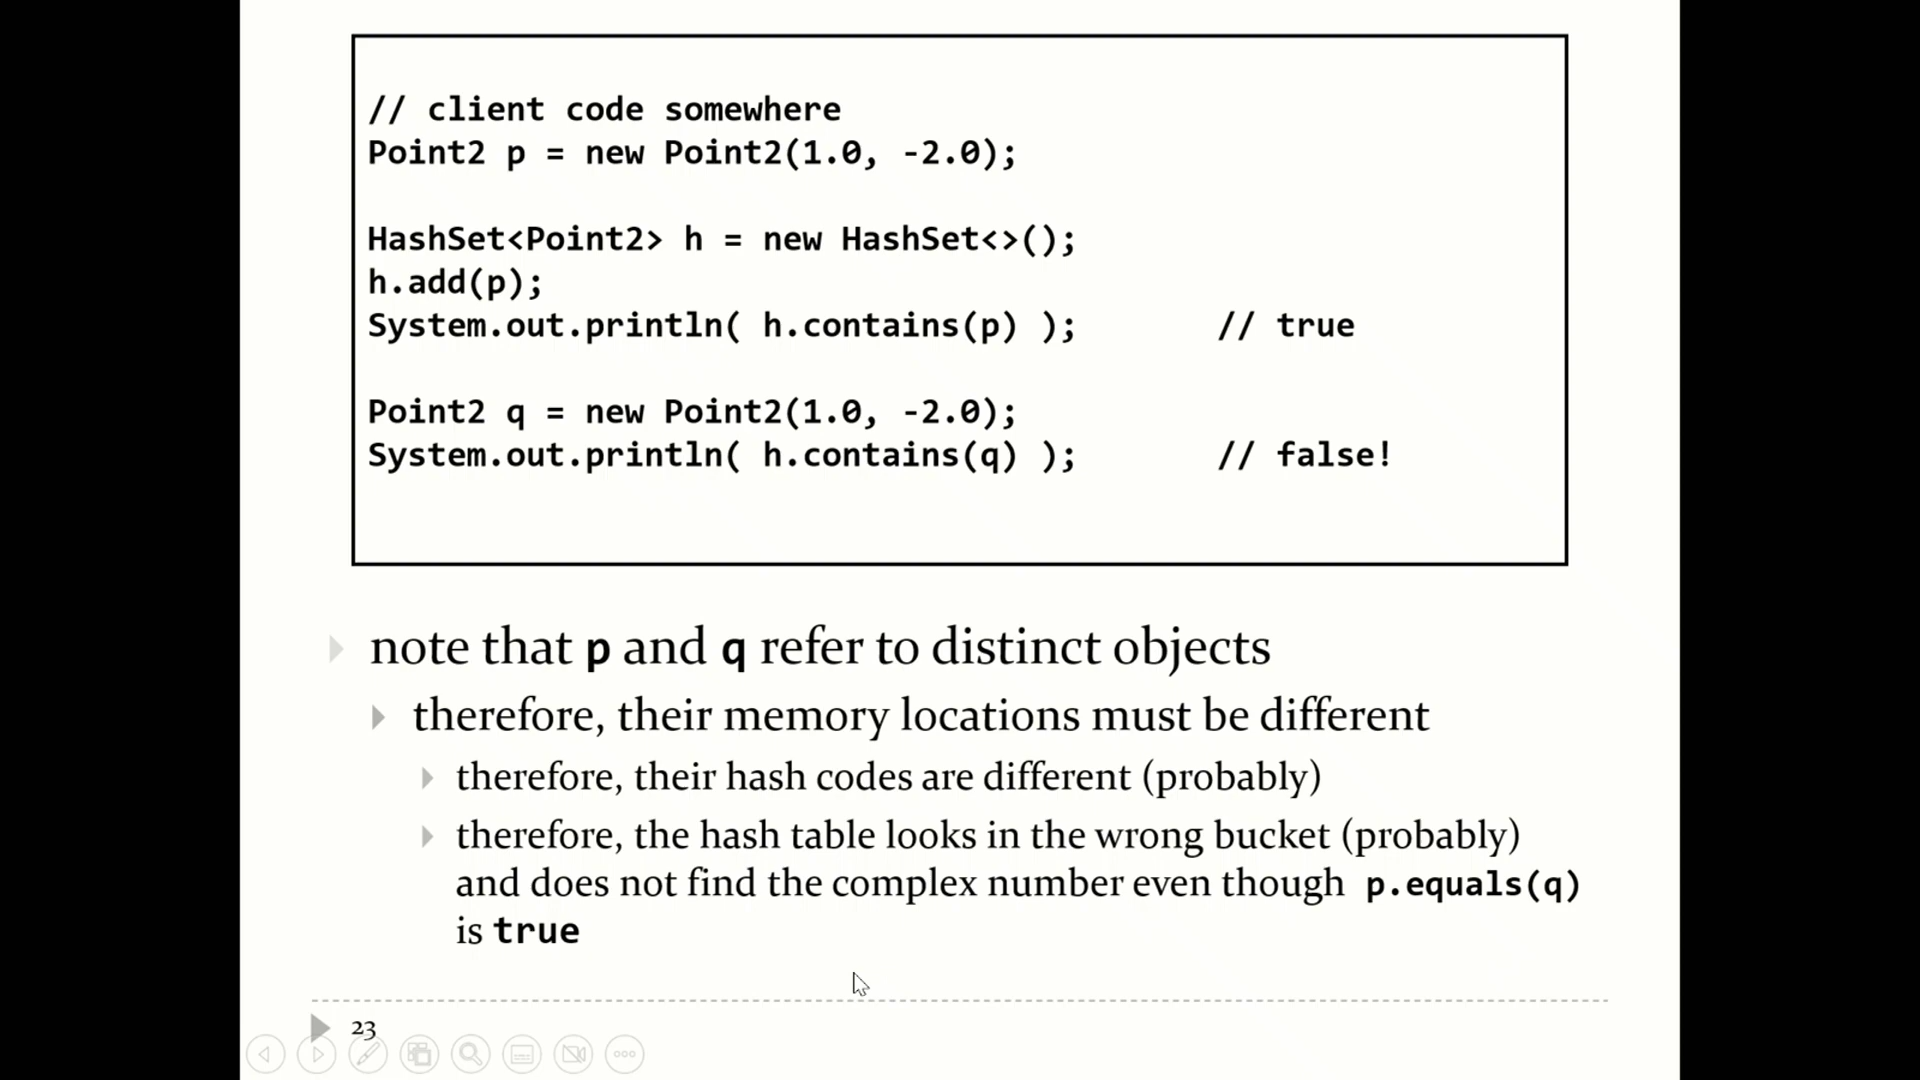 // client code somewhere
Point2 p = new Point2(1.0, -2.0);
HashSet<Point2> h = new HashSet<>();
h.add(p);
System.out.println( h.contains(p) ); // true
Point2 q = new Point2(1.0, -2.0);
System.out.println( h.contains(q) ); // false!
note that p and q refer to distinct objects
therefore, their memory locations must be different
therefore, their hash codes are different (probably)
therefore, the hash table looks in the wrong bucket (probably)
and does not find the complex number even though p.equals(q)
is true
23